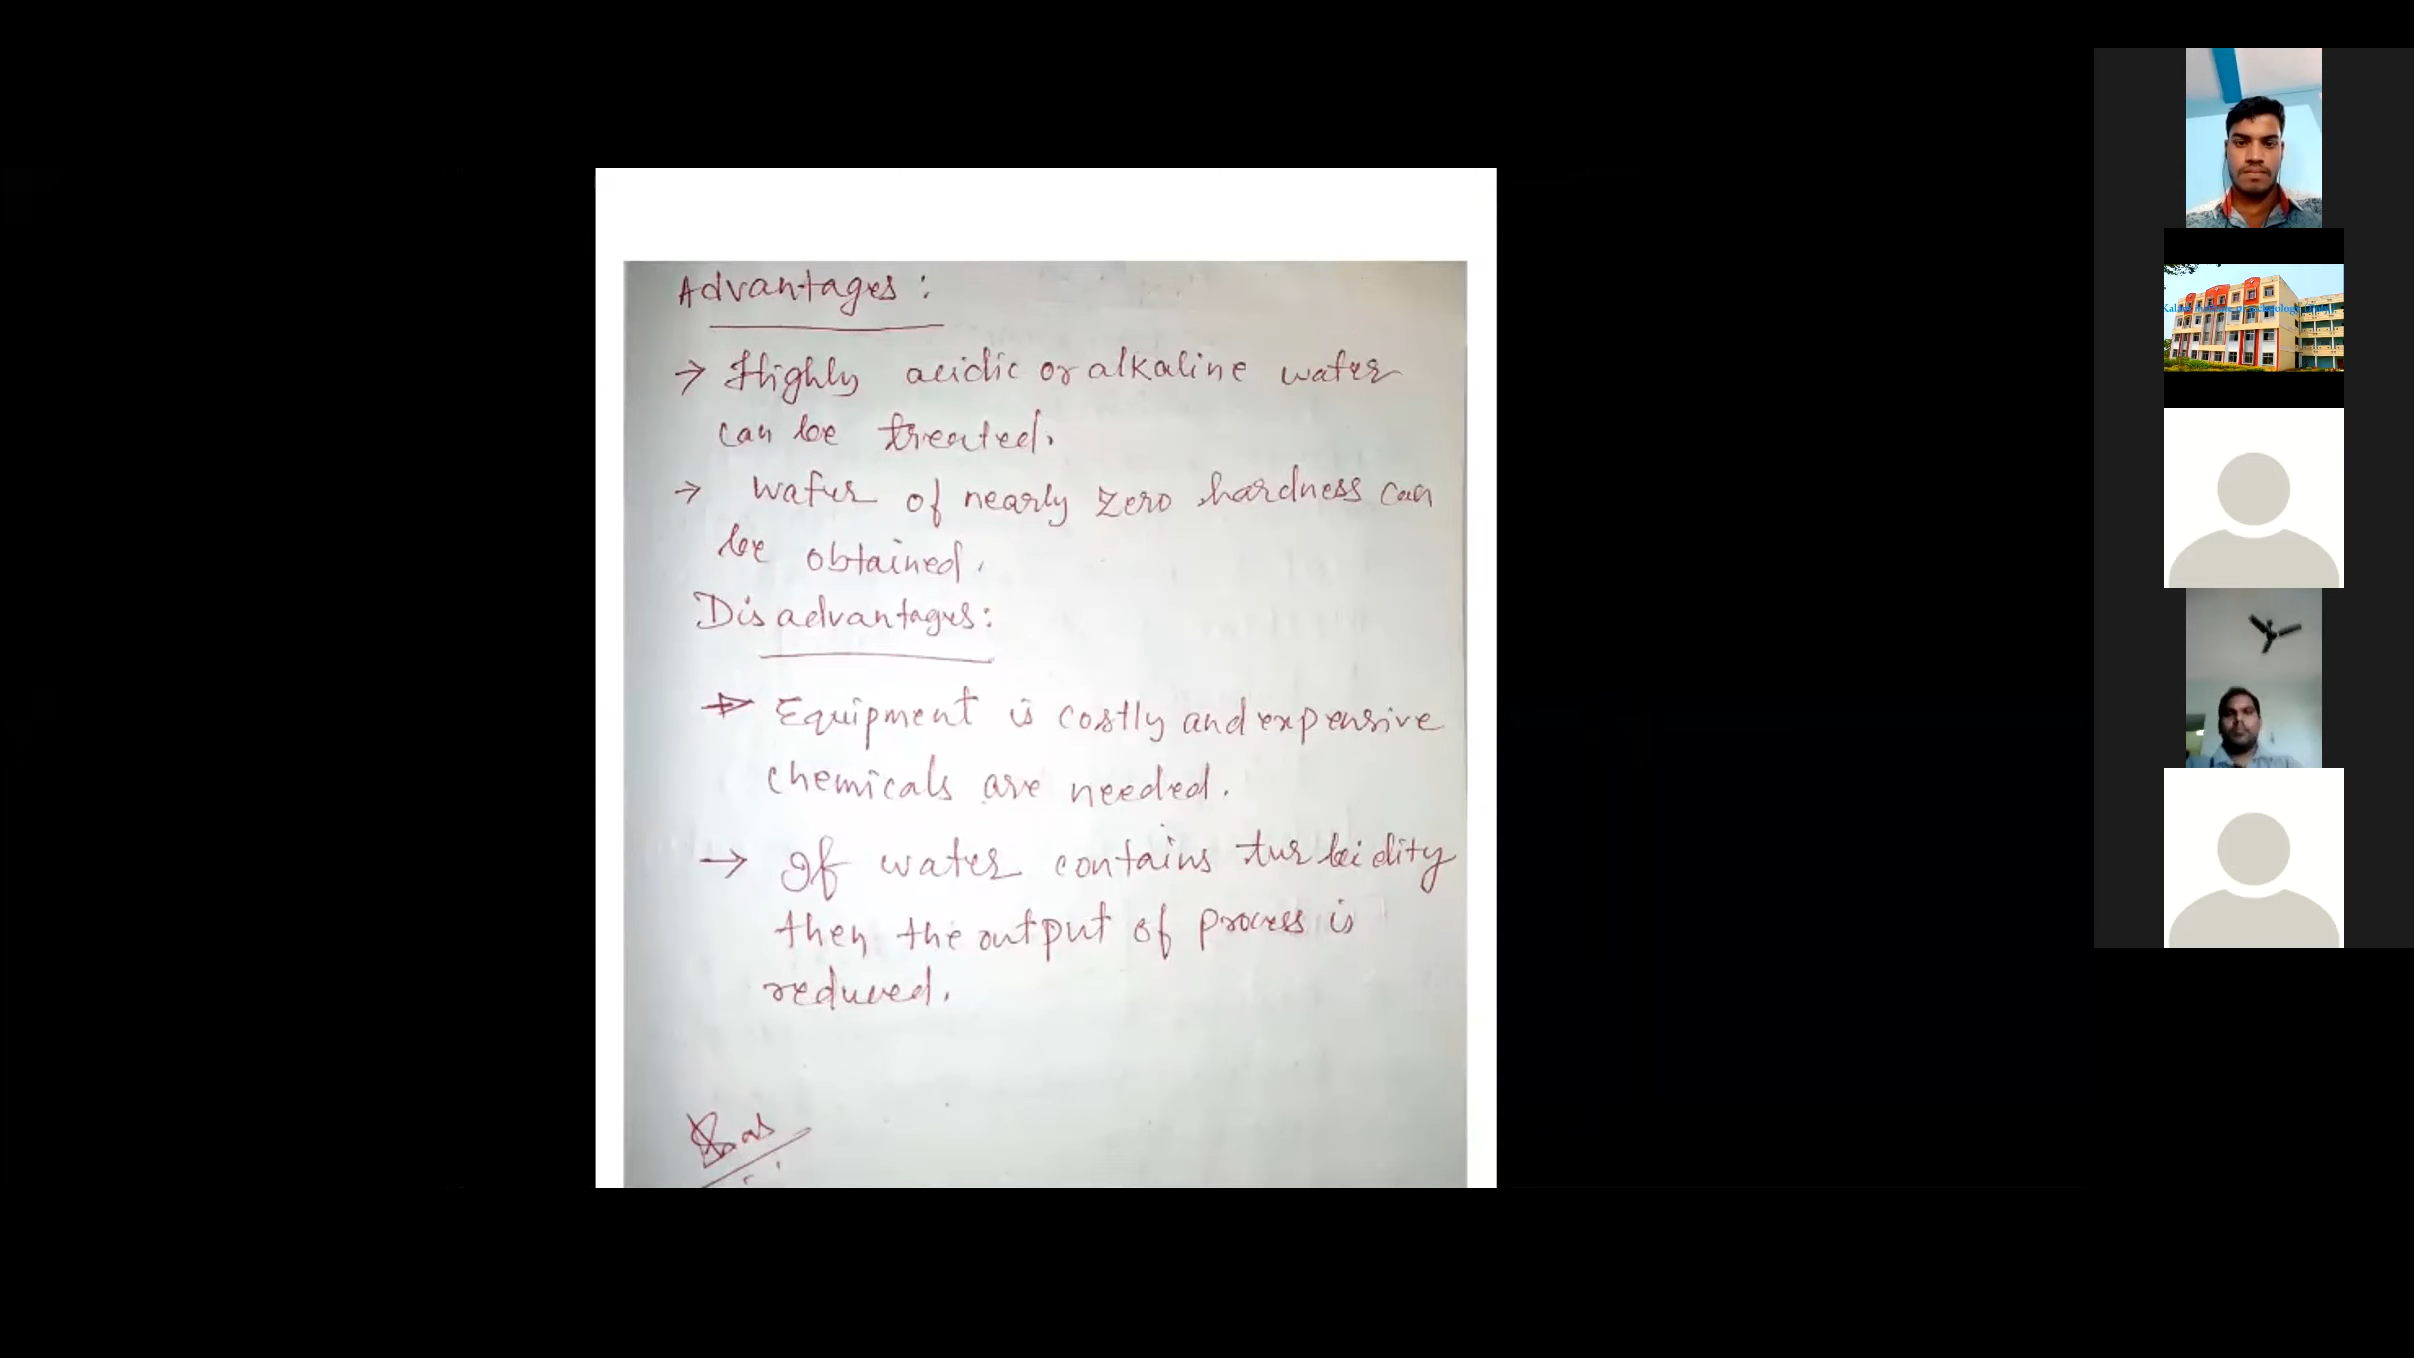 Advantages:
→ Highly acidic or alkaline water
can be treated.
→ Water of nearly zero hardness can
be obtained.
Disadvantages:
→ Equipment is costly and expensive
chemicals are needed.
→ If water contains turbidity
then the output of process is
reduced.